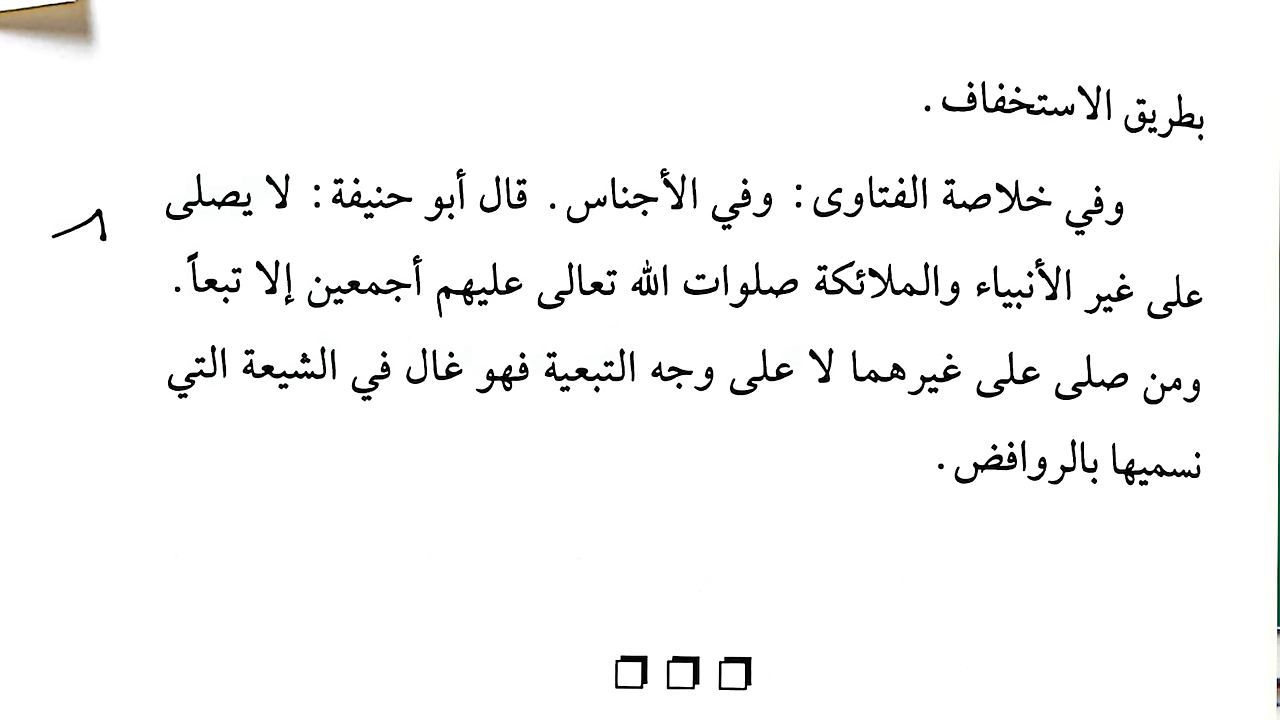 بطريق الاستخفاف.
وفي خلاصة الفتاوى: وفي الأجناس. قال أبو حنيفة: لا يصلى
على غير الأنبياء والملائكة صلوات الله تعالى عليهم أجمعين إلا تبعاً.
ومن صلى على غيرهما لا على وجه التبعية فهو غال في الشيعة التي
نسميها بالروافض.